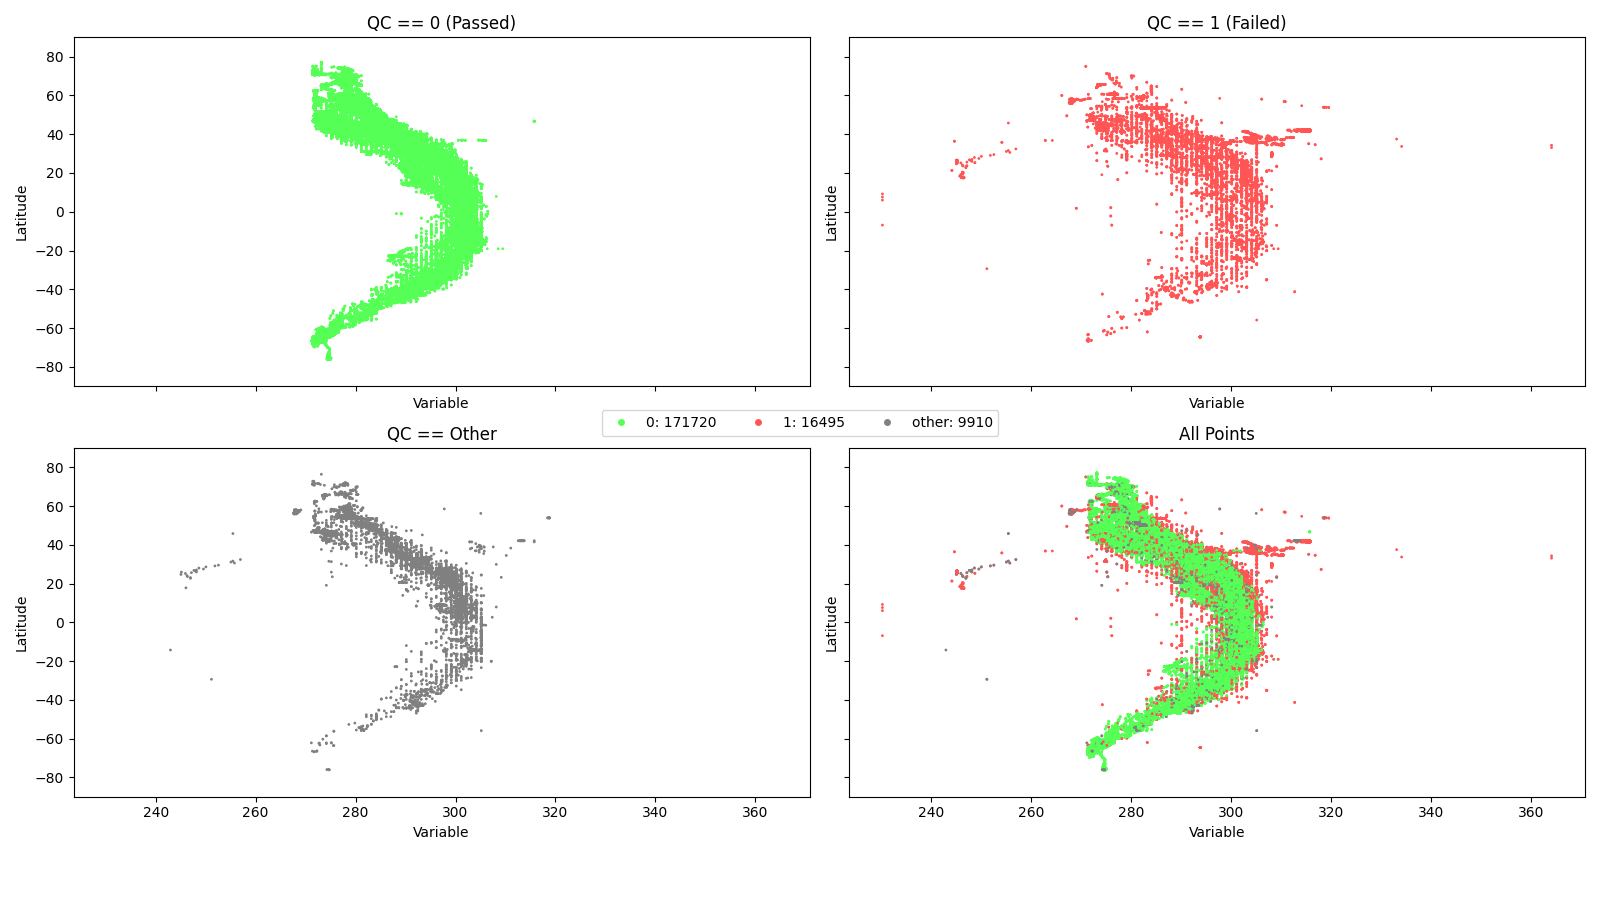 QC == 0 (Passed)
QC == 1 (Failed)
Latitude
80
60
40
20
0
−20
−40
−60
−80
Variable
Latitude
Variable
0: 171720
1: 16495
other: 9910
QC == Other
All Points
Latitude
80
60
40
20
0
−20
−40
−60
−80
240
260
280
300
320
340
360
Variable
Latitude
240
260
280
300
320
340
360
Variable